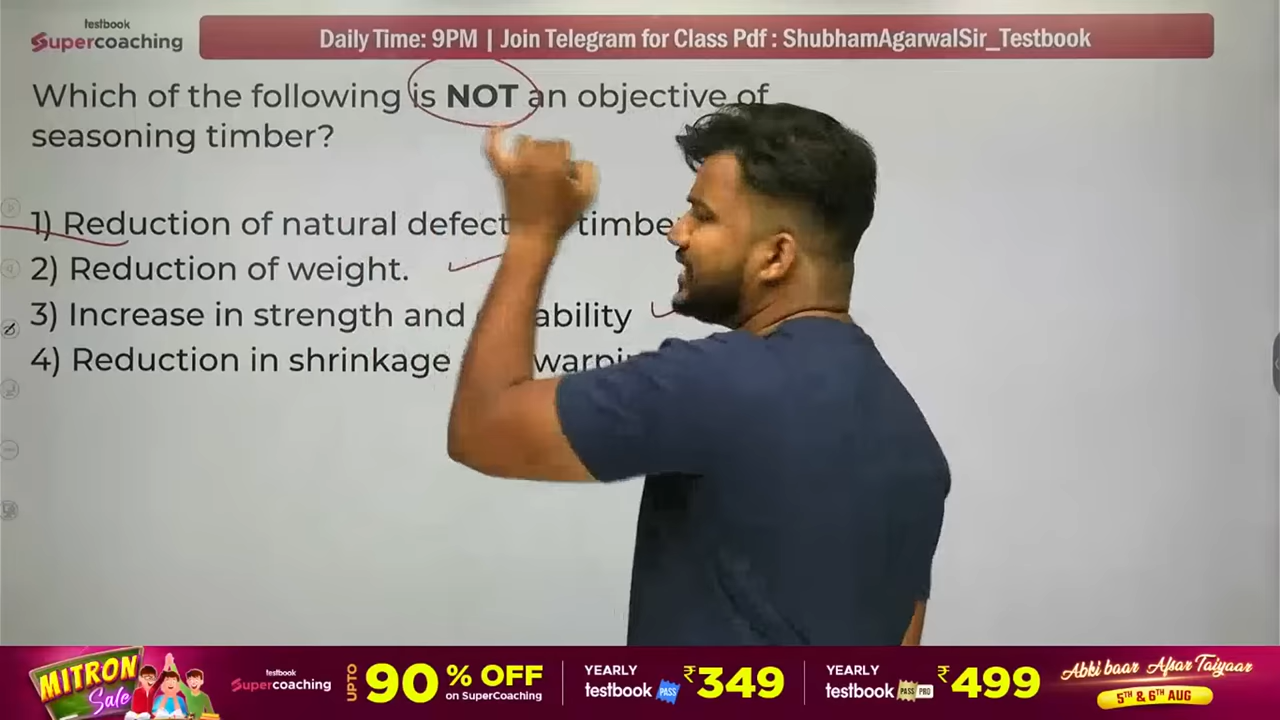 testbook
Supercoaching
Daily Time: 9PM | Join Telegram for Class Pdf : ShubhamAgarwalSir_Testbook
Which of the following is NOT an objective of
seasoning timber?
1) Reduction of natural defect timbe
2) Reduction of weight.
3) Increase in strength and ability
4) Reduction in shrinkage warpin
MITRON
Sale
testbook
Supercoaching
UPTO 90 % OFF
on SuperCoaching
YEARLY
testbook PASS
₹349
YEARLY
testbook PASS PRO
₹499
Abki baar Afsar Taiyaar
5TH & 6TH AUG